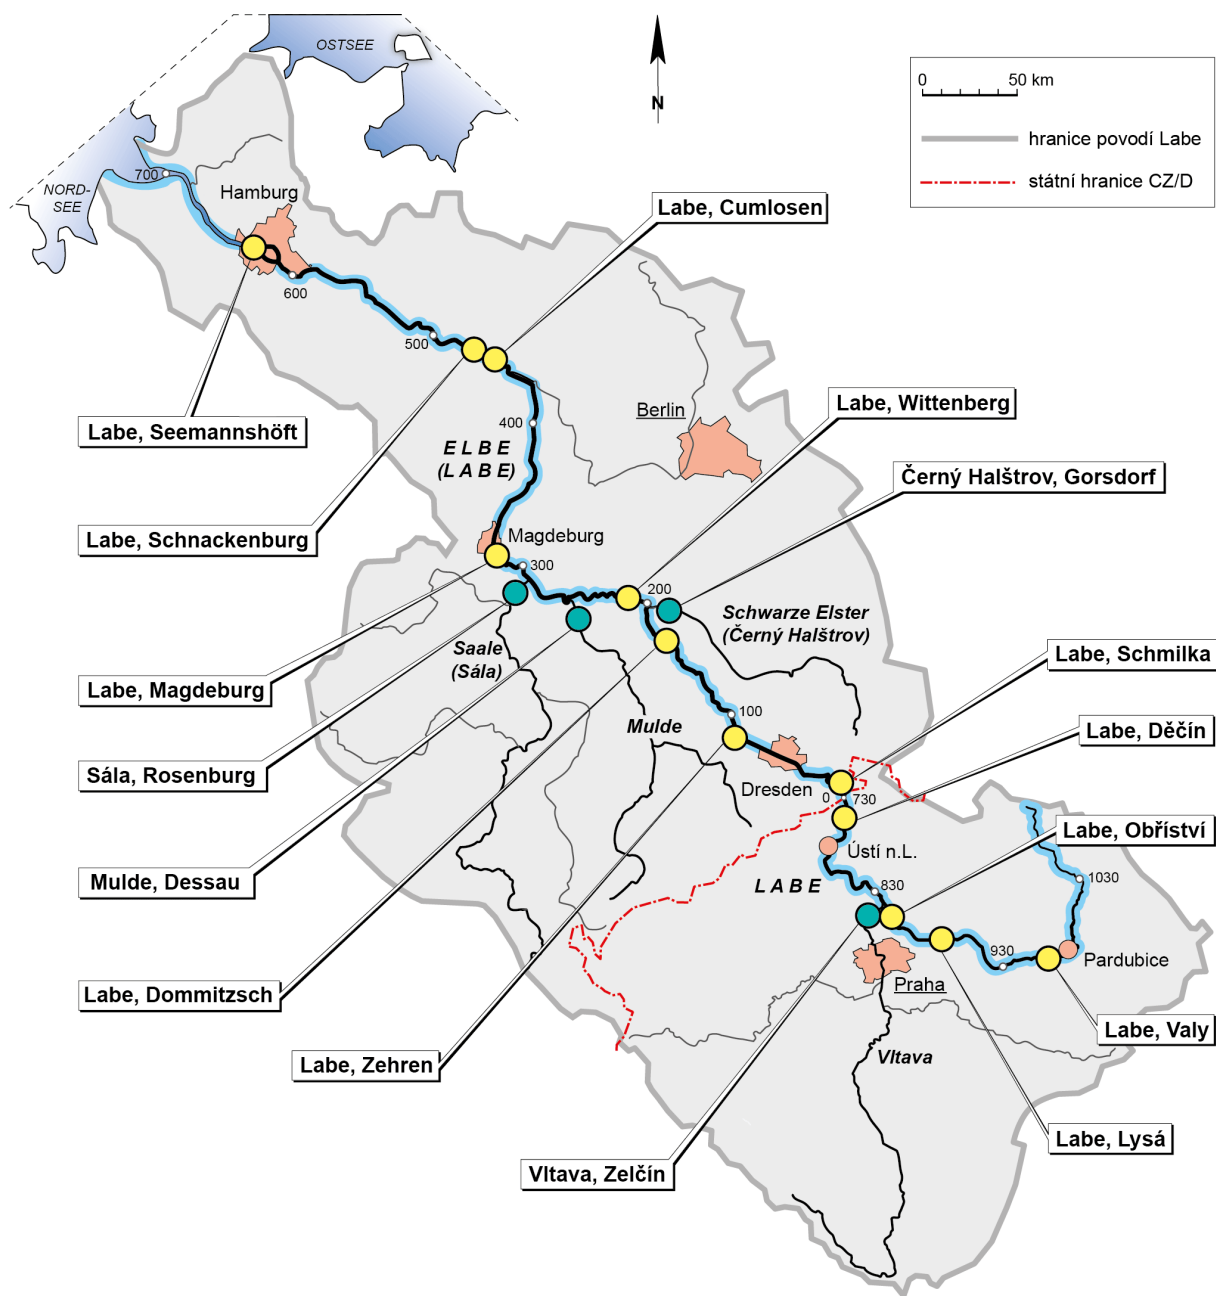 OSTSEE
NORD-
SEE
N
0
50 km
hranice povodí Labe
státní hranice CZ/D
700
Hamburg
600
Labe, Cumlosen
500
400
Berlin
E L B E
(L A B E)
Labe, Seemannshöft
Labe, Wittenberg
Černý Halštrov, Gorsdorf
Labe, Schnackenburg
Magdeburg
300
200
Schwarze Elster
(Černý Halštrov)
Saale
(Sála)
Labe, Schmilka
Labe, Magdeburg
Mulde
100
Labe, Děčín
Sála, Rosenburg
Dresden
0
730
Labe, Obříství
Ústí n.L.
Mulde, Dessau
L A B E
830
1030
930
Pardubice
Praha
Labe, Dommitzsch
Labe, Valy
Labe, Zehren
Vltava
Labe, Lysá
Vltava, Zelčín